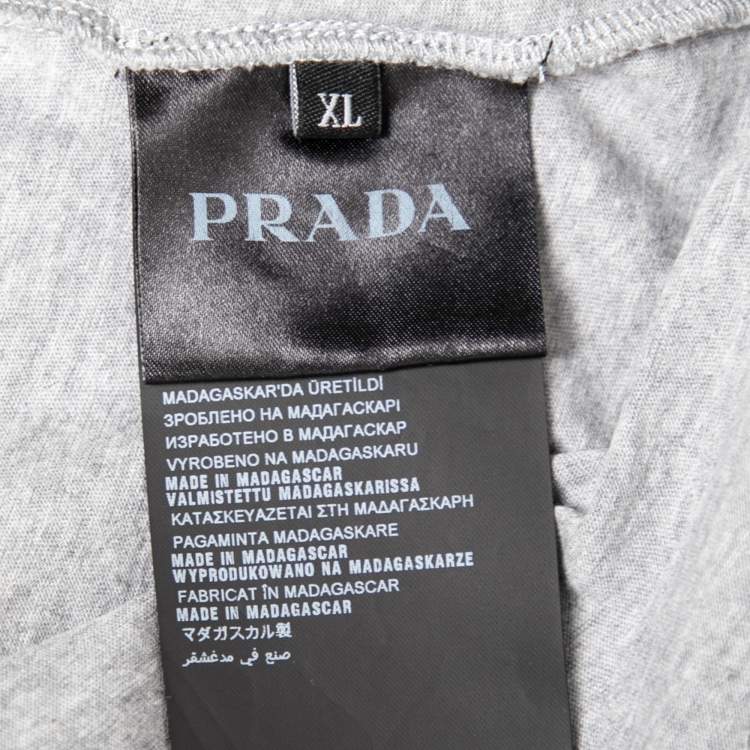 XL
PRADA
MADAGASKAR'DA ÜRETİLDİ
ЗРОБЛЕНО НА МАДАГАСКАРІ
ИЗРАБОТЕНО В МАДАГАСКАР
VYROBENO NA MADAGASKARU
MADE IN MADAGASCAR
VALMISTETTU MADAGASKARISSA
ΚΑΤΑΣΚΕΥΑΖΕΤΑΙ ΣΤΗ ΜΑΔΑΓΑΣΚΑΡΗ
PAGAMINTA MADAGASKARE
MADE IN MADAGASCAR
WYPRODUKOWANO NA MADAGASKARZE
FABRICAT ÎN MADAGASCAR
MADE IN MADAGASCAR
マダガスカル製
صنع في مدغشقر